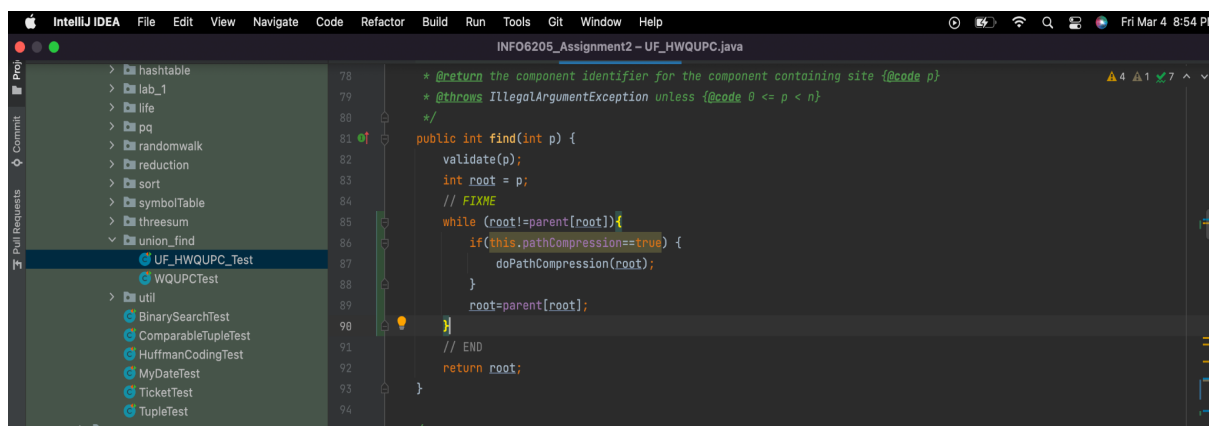 IntelliJ IDEA File Edit View Navigate Code Refactor Build Run Tools Git Window Help Fri Mar 4 8:54
INFO6205_Assignment2 – UF_HWQUPC.java
Commit
Pull Requests
hashtable
lab_1
life
pq
randomwalk
reduction
sort
symbolTable
threesum
union_find
UF_HWQUPC_Test
WQUPCTest
util
BinarySearchTest
ComparableTupleTest
HuffmanCodingTest
MyDateTest
TicketTest
TupleTest
4 1 7
78 * @return the component identifier for the component containing site {@code p}
79 * @throws IllegalArgumentException unless {@code 0 <= p < n}
80 */
81 public int find(int p) {
82 validate(p);
83 int root = p;
84 // FIXME
85 while (root!=parent[root]){
86 if(this.pathCompression==true) {
87 doPathCompression(root);
88 }
89 root=parent[root];
90 }
91 // END
92 return root;
93 }
94